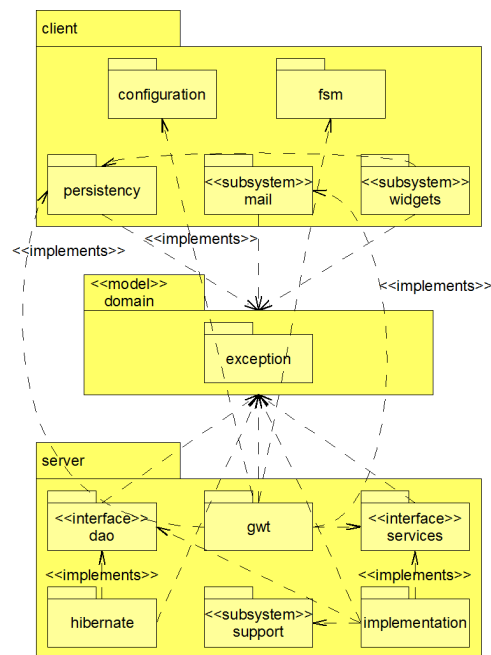 client
configuration
fsm
persistency
<<subsystem>>
mail
<<subsystem>>
widgets
<<implements>>
<<implements>>
<<implements>>
<<model>>
domain
exception
server
<<interface>>
dao
gwt
<<interface>>
services
<<implements>>
<<implements>>
hibernate
<<subsystem>>
support
implementation